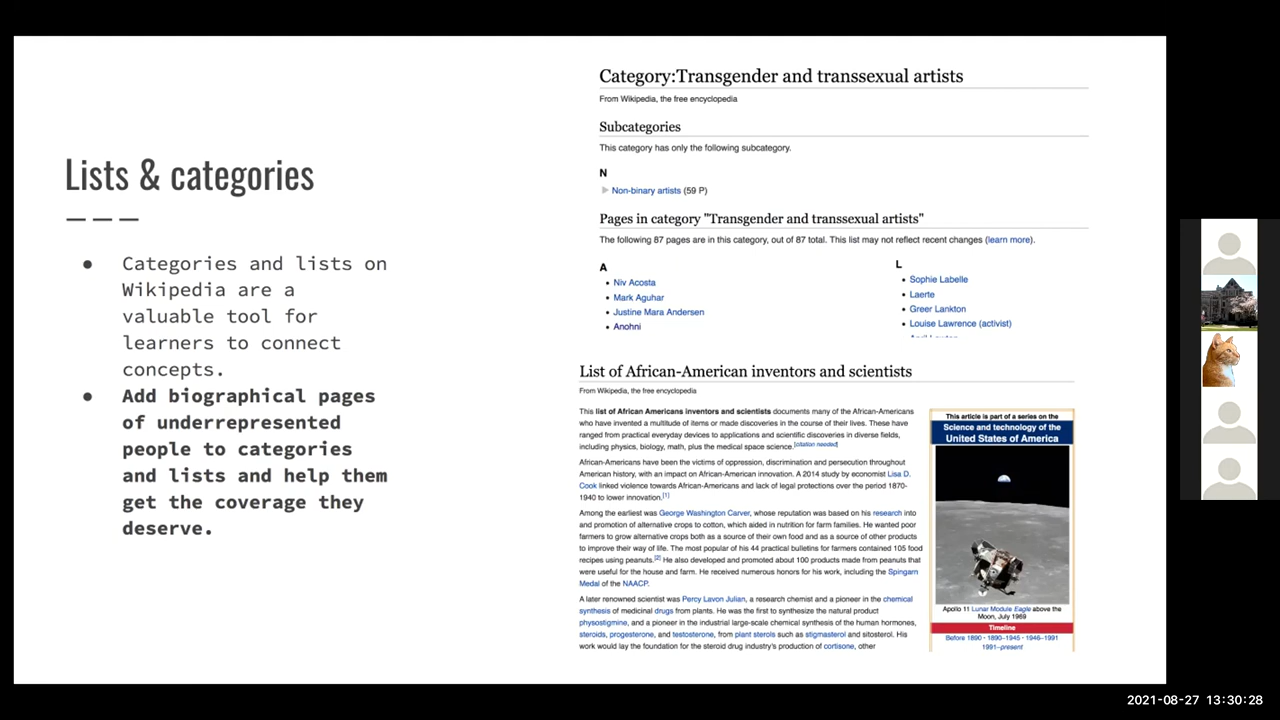 Lists & categories
● Categories and lists on
Wikipedia are a
valuable tool for
learners to connect
concepts.
● Add biographical pages
of underrepresented
people to categories
and lists and help them
get the coverage they
deserve.
Category:Transgender and transsexual artists
From Wikipedia, the free encyclopedia
Subcategories
This category has only the following subcategory.
N
Non-binary artists (59 P)
Pages in category "Transgender and transsexual artists"
The following 87 pages are in this category, out of 87 total. This list may not reflect recent changes (learn more).
A
• Niv Acosta
• Mark Aguhar
• Justine Mara Andersen
• Anohni
L
• Sophie Labelle
• Laerte
• Greer Lankton
• Louise Lawrence (activist)
List of African-American inventors and scientists
From Wikipedia, the free encyclopedia
This list of African Americans inventors and scientists documents many of the African-Americans
who have invented a multitude of items or made discoveries in the course of their lives. These have
ranged from practical everyday devices to applications and scientific discoveries in diverse fields,
including physics, biology, math, plus the medical space science.[citation needed]
African-Americans have been the victims of oppression, discrimination and persecution throughout
American history, with an impact on African-American innovation. A 2014 study by economist Lisa D.
Cook linked violence towards African-Americans and lack of legal protections over the period 1870-
1940 to lower innovation.[1]
Among the earliest was George Washington Carver, whose reputation was based on his research into
and promotion of alternative crops to cotton, which aided in nutrition for farm families. He wanted poor
farmers to grow alternative crops both as a source of their own food and as a source of other products
to improve their way of life. The most popular of his 44 practical bulletins for farmers contained 105 food
recipes using peanuts.[2] He also developed and promoted about 100 products made from peanuts that
were useful for the house and farm. He received numerous honors for his work, including the Spingarn
Medal of the NAACP.
A later renowned scientist was Percy Lavon Julian, a research chemist and a pioneer in the chemical
synthesis of medicinal drugs from plants. He was the first to synthesize the natural product
physostigmine, and a pioneer in the industrial large-scale chemical synthesis of the human hormones,
steroids, progesterone, and testosterone, from plant sterols such as stigmasterol and sitosterol. His
work would lay the foundation for the steroid drug industry's production of cortisone, other
This article is part of a series on the
Science and technology of the
United States of America
Apollo 11 Lunar Module Eagle above the
Moon, July 1969
Timeline
Before 1890 · 1890–1945 · 1946–1991
1991–present
2021-08-27 13:30:28